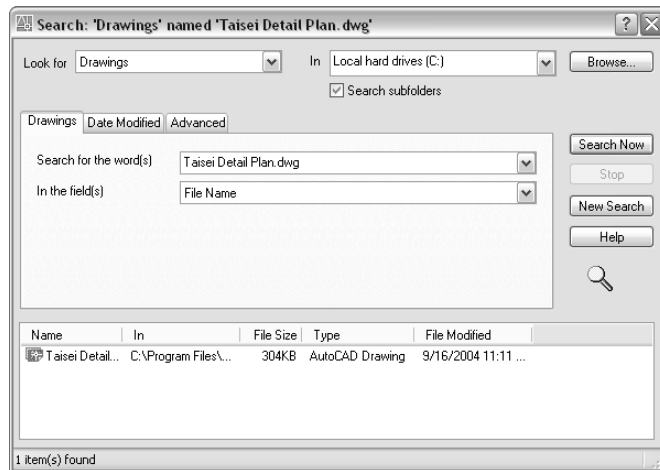 Search: 'Drawings' named 'Taisei Detail Plan.dwg'
Look for Drawings In Local hard drives (C:) Browse...
Search subfolders
Drawings Date Modified Advanced
Search for the word(s) Taisei Detail Plan.dwg Search Now
In the field(s) File Name Stop
New Search
Help
Name In File Size Type File Modified
Taisei Detail... C:\Program Files\... 304KB AutoCAD Drawing 9/16/2004 11:11 ...
1 item(s) found